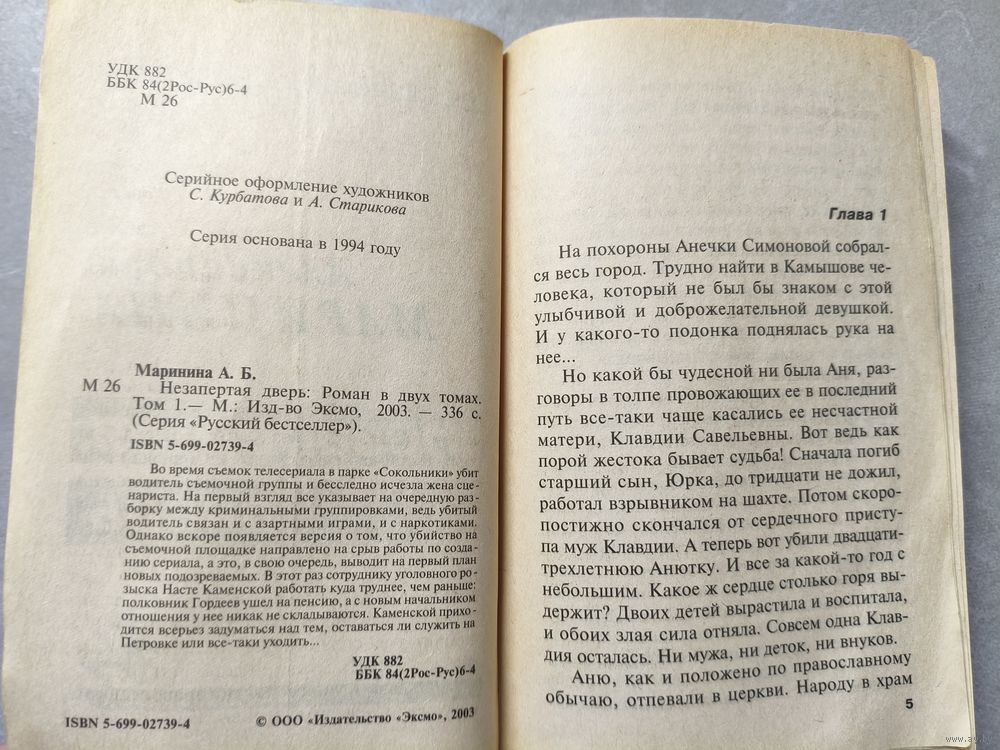 УДК 882
ББК 84(2Рос-Рус)6-4
М 26
Серийное оформление художников
С. Курбатова и А. Старикова
Серия основана в 1994 году
Маринина А. Б.
М 26 Незапертая дверь: Роман в двух томах.
Том 1.— М.: Изд-во Эксмо, 2003. — 336 с.
(Серия «Русский бестселлер»).
ISBN 5-699-02739-4
Во время съемок телесериала в парке «Сокольники» убит
водитель съемочной группы и бесследно исчезла жена сце-
нариста. На первый взгляд все указывает на очередную раз-
борку между криминальными группировками, ведь убитый
водитель связан и с азартными играми, и с наркотиками.
Однако вскоре появляется версия о том, что убийство на
съемочной площадке направлено на срыв работы по созда-
нию сериала, а это, в свою очередь, выводит на первый план
новых подозреваемых. В этот раз сотруднику уголовного ро-
зыска Насте Каменской работать куда труднее, чем раньше:
полковник Гордеев ушел на пенсию, а с новым начальником
отношения у нее никак не складываются. Каменской прихо-
дится всерьез задуматься над тем, оставаться ли служить на
Петровке или все-таки уходить...
УДК 882
ББК 84(2Рос-Рус)6-4
ISBN 5-699-02739-4
© ООО «Издательство «Эксмо», 2003
Глава 1
На похороны Анечки Симоновой собрал-
ся весь город. Трудно найти в Камышове че-
ловека, который не был бы знаком с этой
улыбчивой и доброжелательной девушкой.
И у какого-то подонка поднялась рука на
нее...
Но какой бы чудесной ни была Аня, раз-
говоры в толпе провожающих ее в последний
путь все-таки чаще касались ее несчастной
матери, Клавдии Савельевны. Вот ведь как
порой жестока бывает судьба! Сначала погиб
старший сын, Юрка, до тридцати не дожил,
работал взрывником на шахте. Потом скоро-
постижно скончался от сердечного присту-
па муж Клавдии. А теперь вот убили двадцати-
трехлетнюю Анютку. И все за какой-то год с
небольшим. Какое ж сердце столько горя вы-
держит? Двоих детей вырастила и воспитала,
и обоих злая сила отняла. Совсем одна Клав-
дия осталась. Ни мужа, ни деток, ни внуков.
Аню, как и положено по православному
обычаю, отпевали в церкви. Народу в храм
5